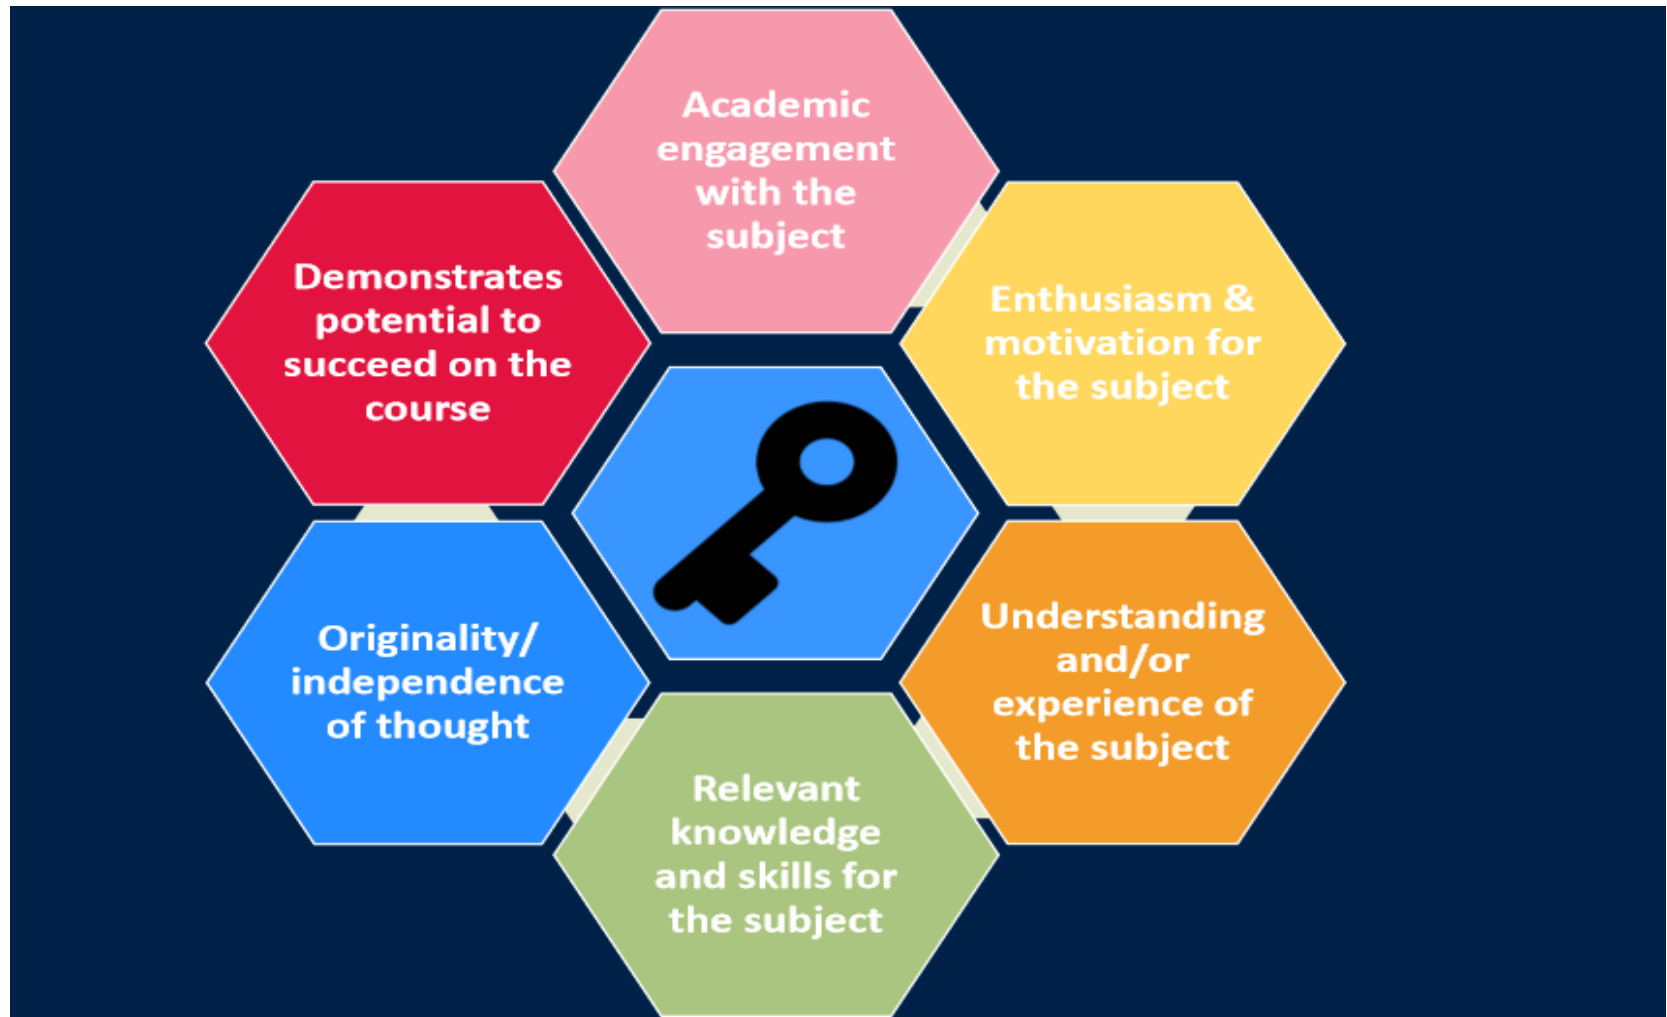 Academic
engagement
with the
subject
Demonstrates
potential to
succeed on the
course
Enthusiasm &
motivation for
the subject
Originality/
independence
of thought
Understanding
and/or
experience of
the subject
Relevant
knowledge
and skills for
the subject